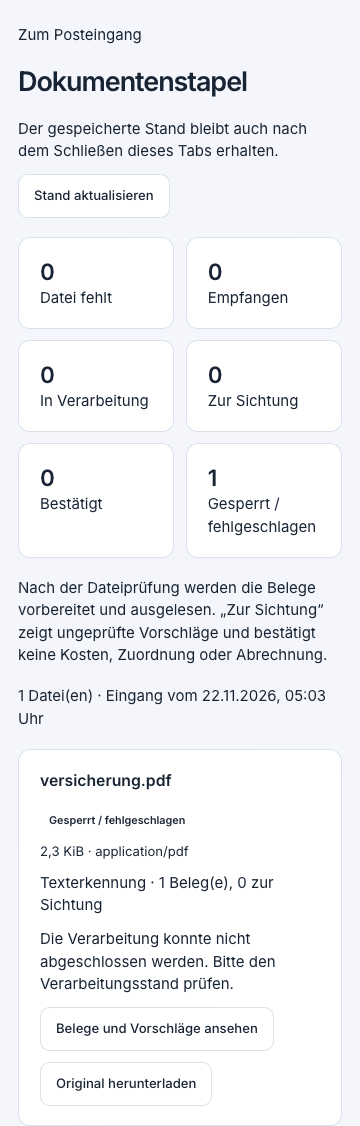 Zum Posteingang
Dokumentenstapel
Der gespeicherte Stand bleibt auch nach
dem Schließen dieses Tabs erhalten.
Stand aktualisieren
0
Datei fehlt
0
Empfangen
0
In Verarbeitung
0
Zur Sichtung
0
Bestätigt
1
Gesperrt /
fehlgeschlagen
Nach der Dateiprüfung werden die Belege
vorbereitet und ausgelesen. „Zur Sichtung“
zeigt ungeprüfte Vorschläge und bestätigt
keine Kosten, Zuordnung oder Abrechnung.
1 Datei(en) · Eingang vom 22.11.2026, 05:03
Uhr
versicherung.pdf
Gesperrt / fehlgeschlagen
2,3 KiB · application/pdf
Texterkennung · 1 Beleg(e), 0 zur
Sichtung
Die Verarbeitung konnte nicht
abgeschlossen werden. Bitte den
Verarbeitungsstand prüfen.
Belege und Vorschläge ansehen
Original herunterladen